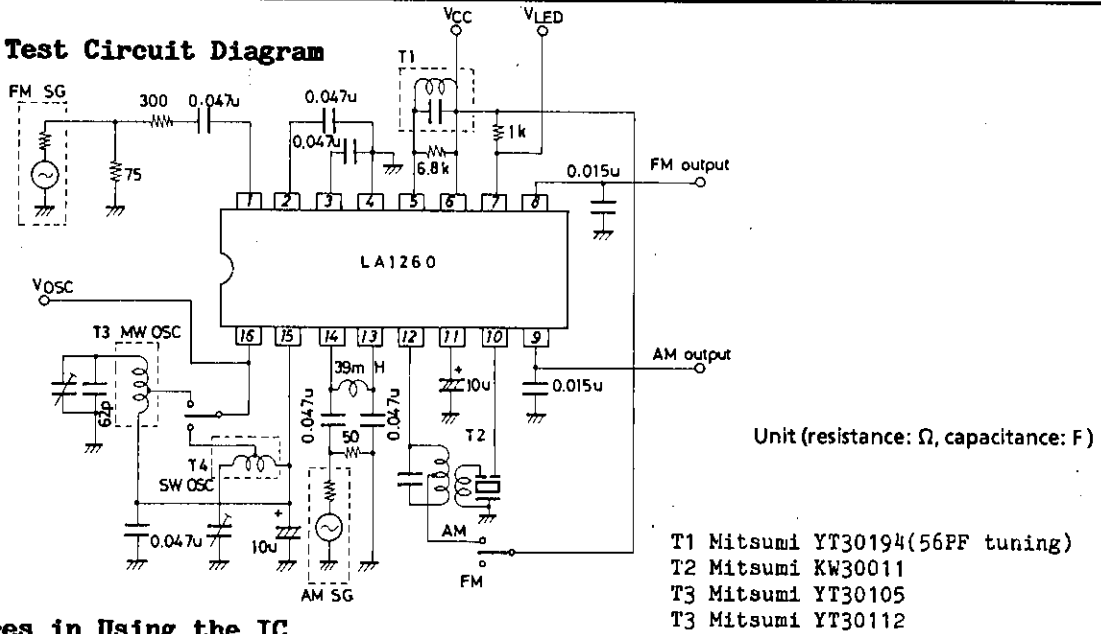 VCC
VLED
Test Circuit Diagram
T1
FM SG
300
0.047u
0.047u
0.047u
1k
75
6.8k
0.015u
FM output
1 2 3 4 5 6 7 8
LA1260
VOSC
16 15 14 13 12 11 10 9
T3 MW OSC
AM output
39m H
10u
0.015u
62p
0.047u
0.047u
50
T2
Unit (resistance: Ω, capacitance: F)
T4
SW OSC
AM
0.047u
10u
FM
AM SG
T1 Mitsumi YT30194(56PF tuning)
T2 Mitsumi KW30011
T3 Mitsumi YT30105
T3 Mitsumi YT30112
in Using the IC